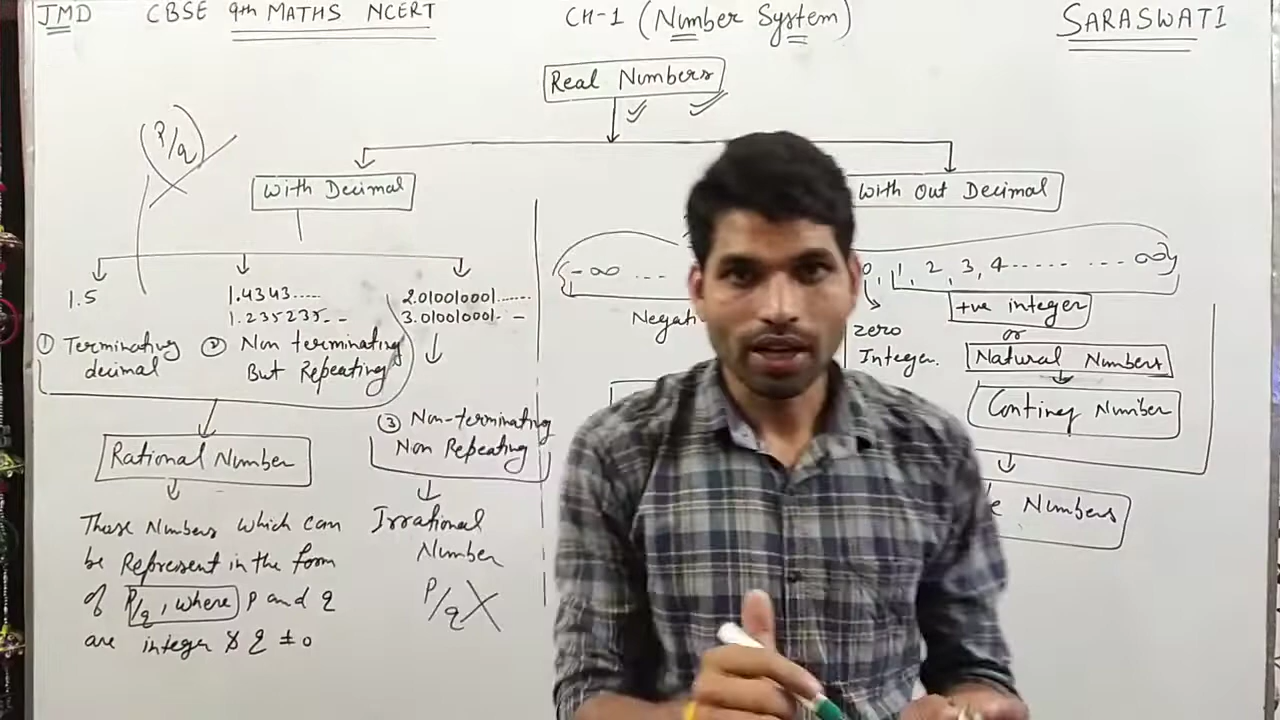 JMD CBSE 9th MATHS NCERT CH-1 (Number System) SARASWATI
Real Numbers
P/q
With Decimal
With Out Decimal
1.5
1.4343.....
1.235235...
2.010010001.......
3.010010001. -
-∞ ...
0, 1, 2, 3, 4...... ... ∞
+ve integer
or
Natural Numbers
Continey Number
Negati
zero
Integer.
① Terminating
decimal
② Non terminating
But Repeating
③ Non-terminating
Non Repeating
Rational Number
Those Numbers which can
be Represent in the form
of P/q, where p and q
are integer & q ≠ 0
Irrational
Number
P/q X
Numbers